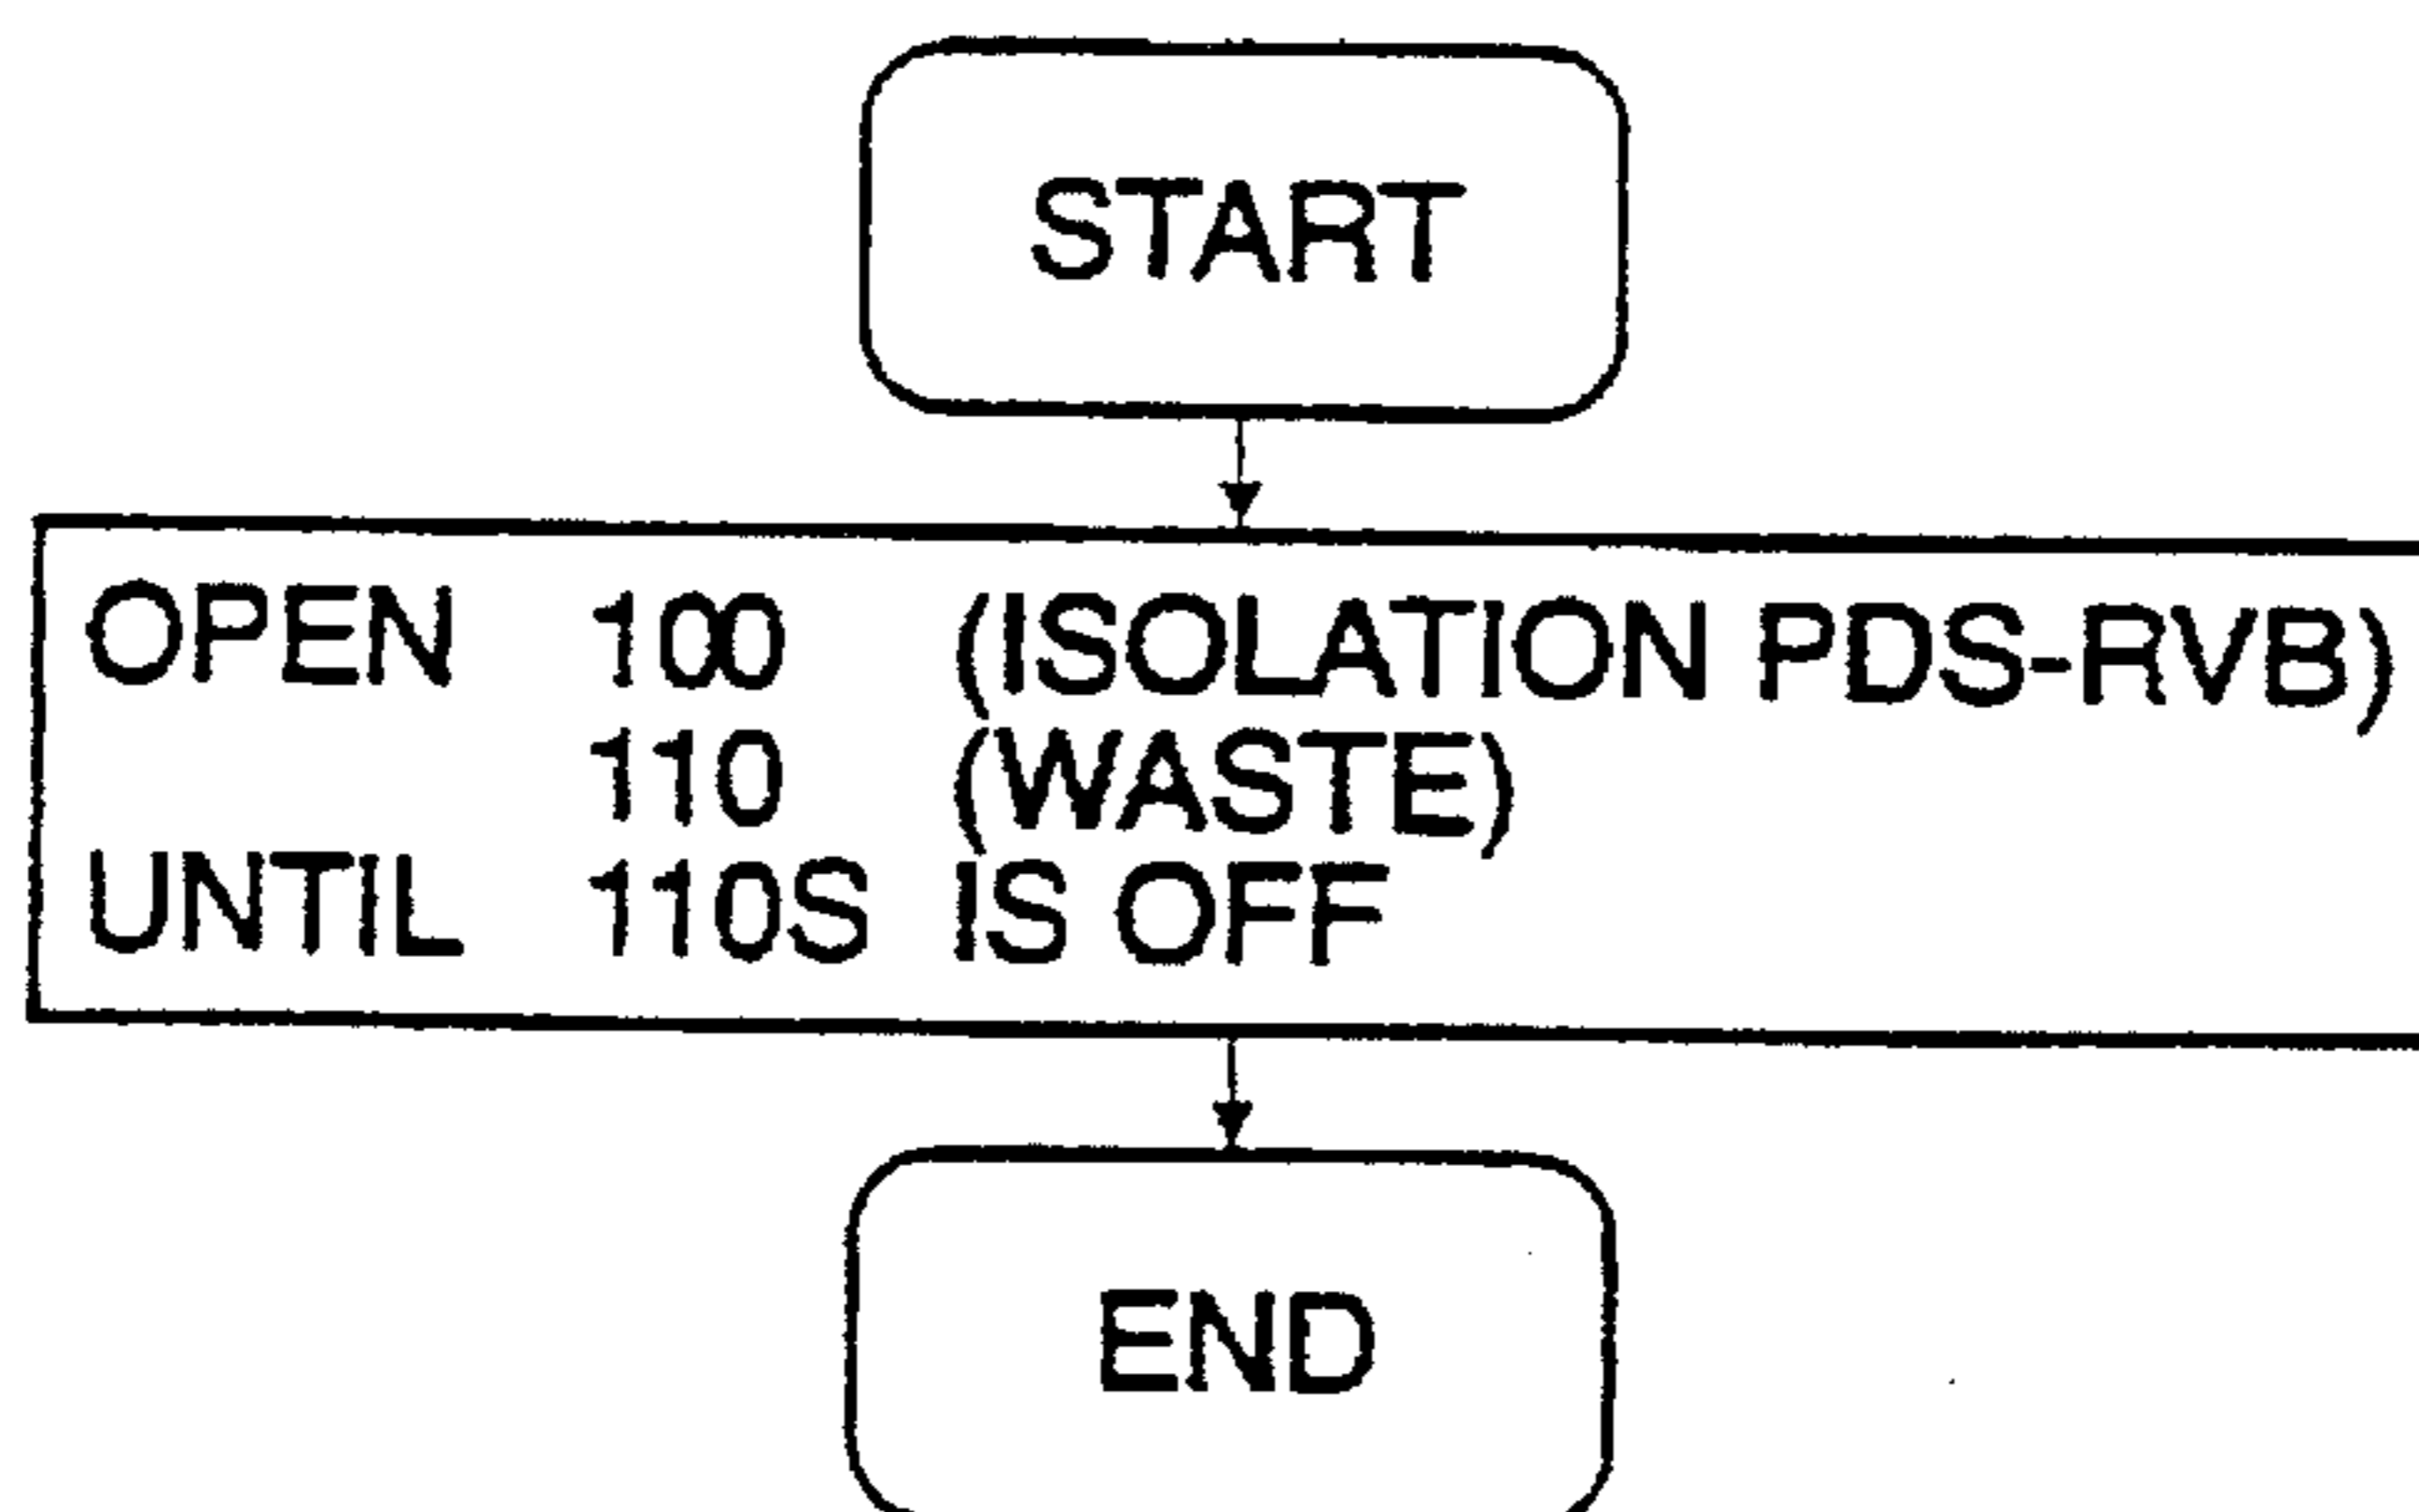 START
OPEN 100 (ISOLATION PDS-RVB)
110 (WASTE)
UNTIL 110S IS OFF
END